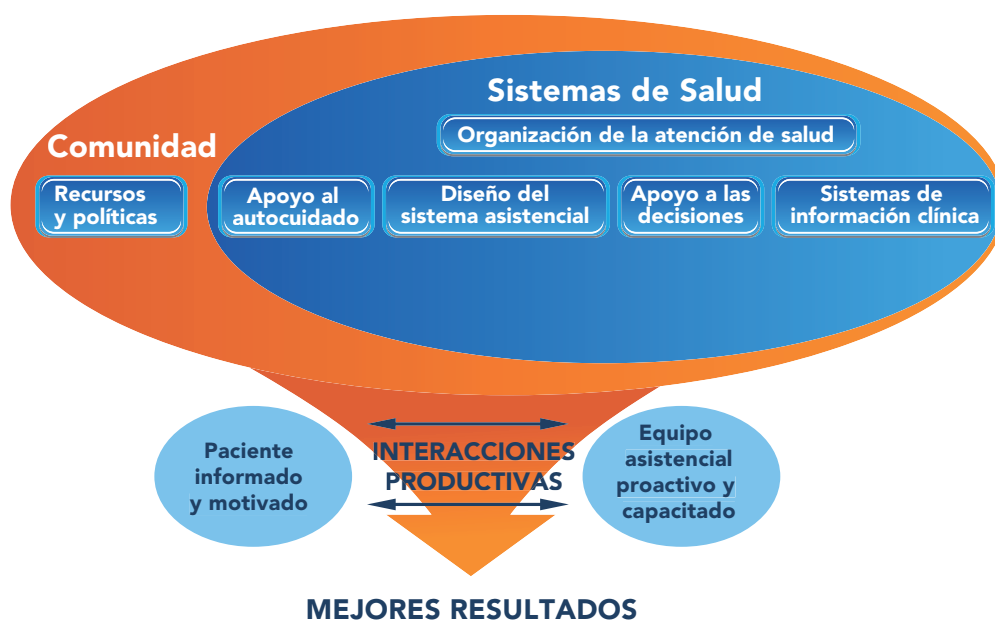 Sistemas de Salud
Organización de la atención de salud
Comunidad
Recursos
y políticas
Apoyo al
autocuidado
Diseño del
sistema asistencial
Apoyo a las
decisiones
Sistemas de
información clínica
Paciente
informado
y motivado
INTERACCIONES
PRODUCTIVAS
Equipo
asistencial
proactivo y
capacitado
MEJORES RESULTADOS